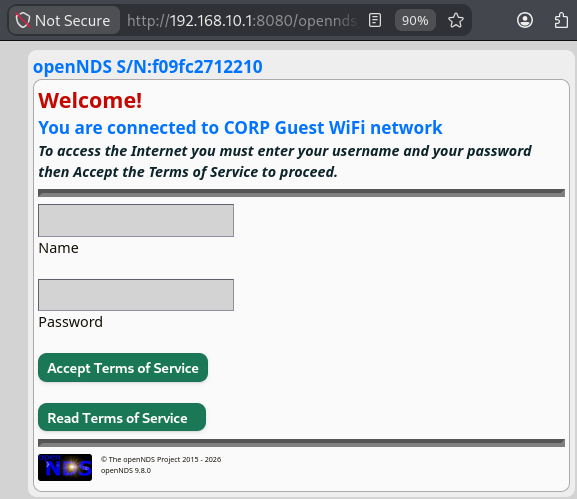 Not Secure http://192.168.10.1:8080/opennds 90%
openNDS S/N:f09fc2712210
Welcome!
You are connected to CORP Guest WiFi network
To access the Internet you must enter your username and your password
then Accept the Terms of Service to proceed.
Name
Password
Accept Terms of Service
Read Terms of Service
NDS
© The openNDS Project 2015 - 2026
openNDS 9.8.0